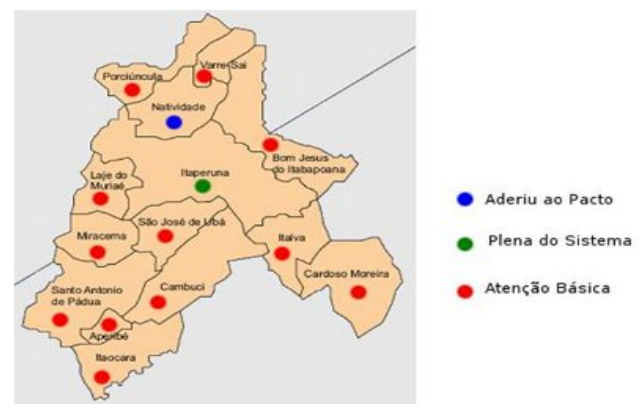 Varre-Sai
Porciúncula
Natividade
Bom Jesus
do Itabapoana
Laje do
Muriaé
Itaperuna
São José de Ubá
Miracema
Italva
Cardoso Moreira
Santo Antonio
de Pádua
Cambuci
Aperibé
Itaocara
Aderiu ao Pacto
Plena do Sistema
Atenção Básica